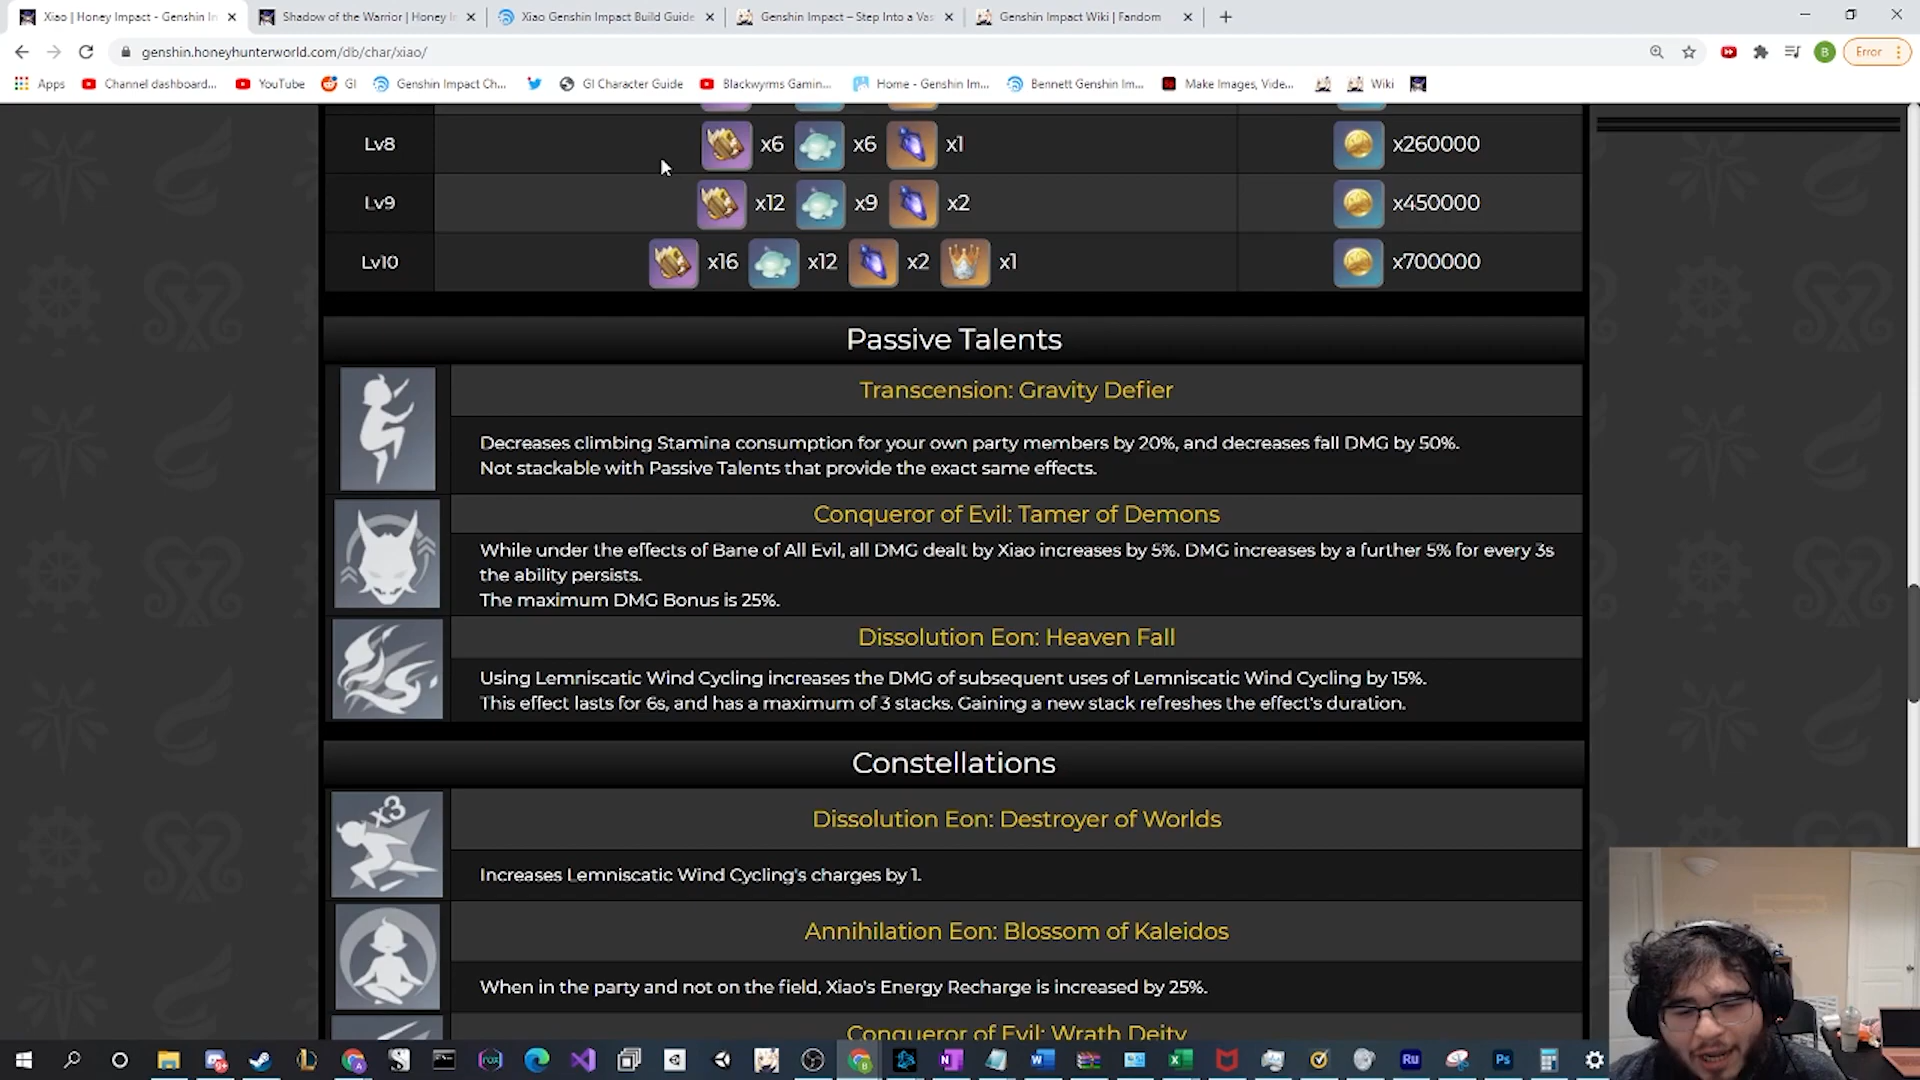 Xiao | Honey Impact - Genshin In
Shadow of the Warrior | Honey I
Xiao Genshin Impact Build Guide
Genshin Impact – Step Into a Vas
Genshin Impact Wiki | Fandom
genshin.honeyhunterworld.com/db/char/xiao/
B
Error
Apps
Channel dashboard...
YouTube
GI
Genshin Impact Ch...
GI Character Guide
Blackwyrms Gamin...
Home - Genshin Im...
Bennett Genshin Im...
Make Images, Vide...
Wiki
Lv8 x6 x6 x1 x260000
Lv9 x12 x9 x2 x450000
Lv10 x16 x12 x2 x1 x700000
Passive Talents
Transcension: Gravity Defier
Decreases climbing Stamina consumption for your own party members by 20%, and decreases fall DMG by 50%.
Not stackable with Passive Talents that provide the exact same effects.
Conqueror of Evil: Tamer of Demons
While under the effects of Bane of All Evil, all DMG dealt by Xiao increases by 5%. DMG increases by a further 5% for every 3s
the ability persists.
The maximum DMG Bonus is 25%.
Dissolution Eon: Heaven Fall
Using Lemniscatic Wind Cycling increases the DMG of subsequent uses of Lemniscatic Wind Cycling by 15%.
This effect lasts for 6s, and has a maximum of 3 stacks. Gaining a new stack refreshes the effect's duration.
Constellations
x3
Dissolution Eon: Destroyer of Worlds
Increases Lemniscatic Wind Cycling's charges by 1.
Annihilation Eon: Blossom of Kaleidos
When in the party and not on the field, Xiao's Energy Recharge is increased by 25%.
Conqueror of Evil: Wrath Deity
Ru
Ps